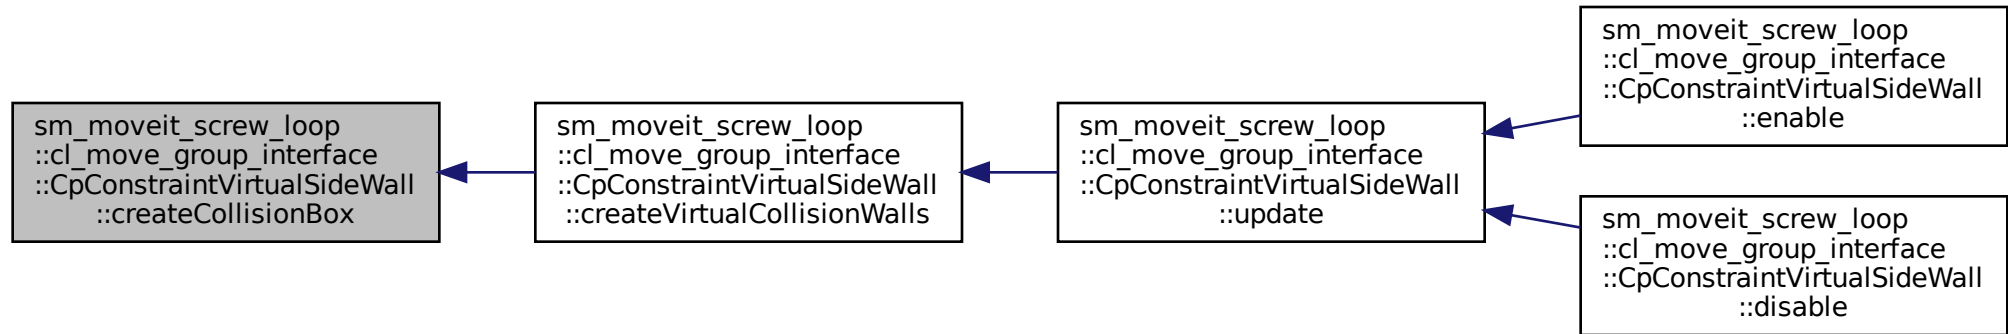 sm_moveit_screw_loop
::cl_move_group_interface
::CpConstraintVirtualSideWall
::createCollisionBox
sm_moveit_screw_loop
::cl_move_group_interface
::CpConstraintVirtualSideWall
::createVirtualCollisionWalls
sm_moveit_screw_loop
::cl_move_group_interface
::CpConstraintVirtualSideWall
::update
sm_moveit_screw_loop
::cl_move_group_interface
::CpConstraintVirtualSideWall
::enable
sm_moveit_screw_loop
::cl_move_group_interface
::CpConstraintVirtualSideWall
::disable